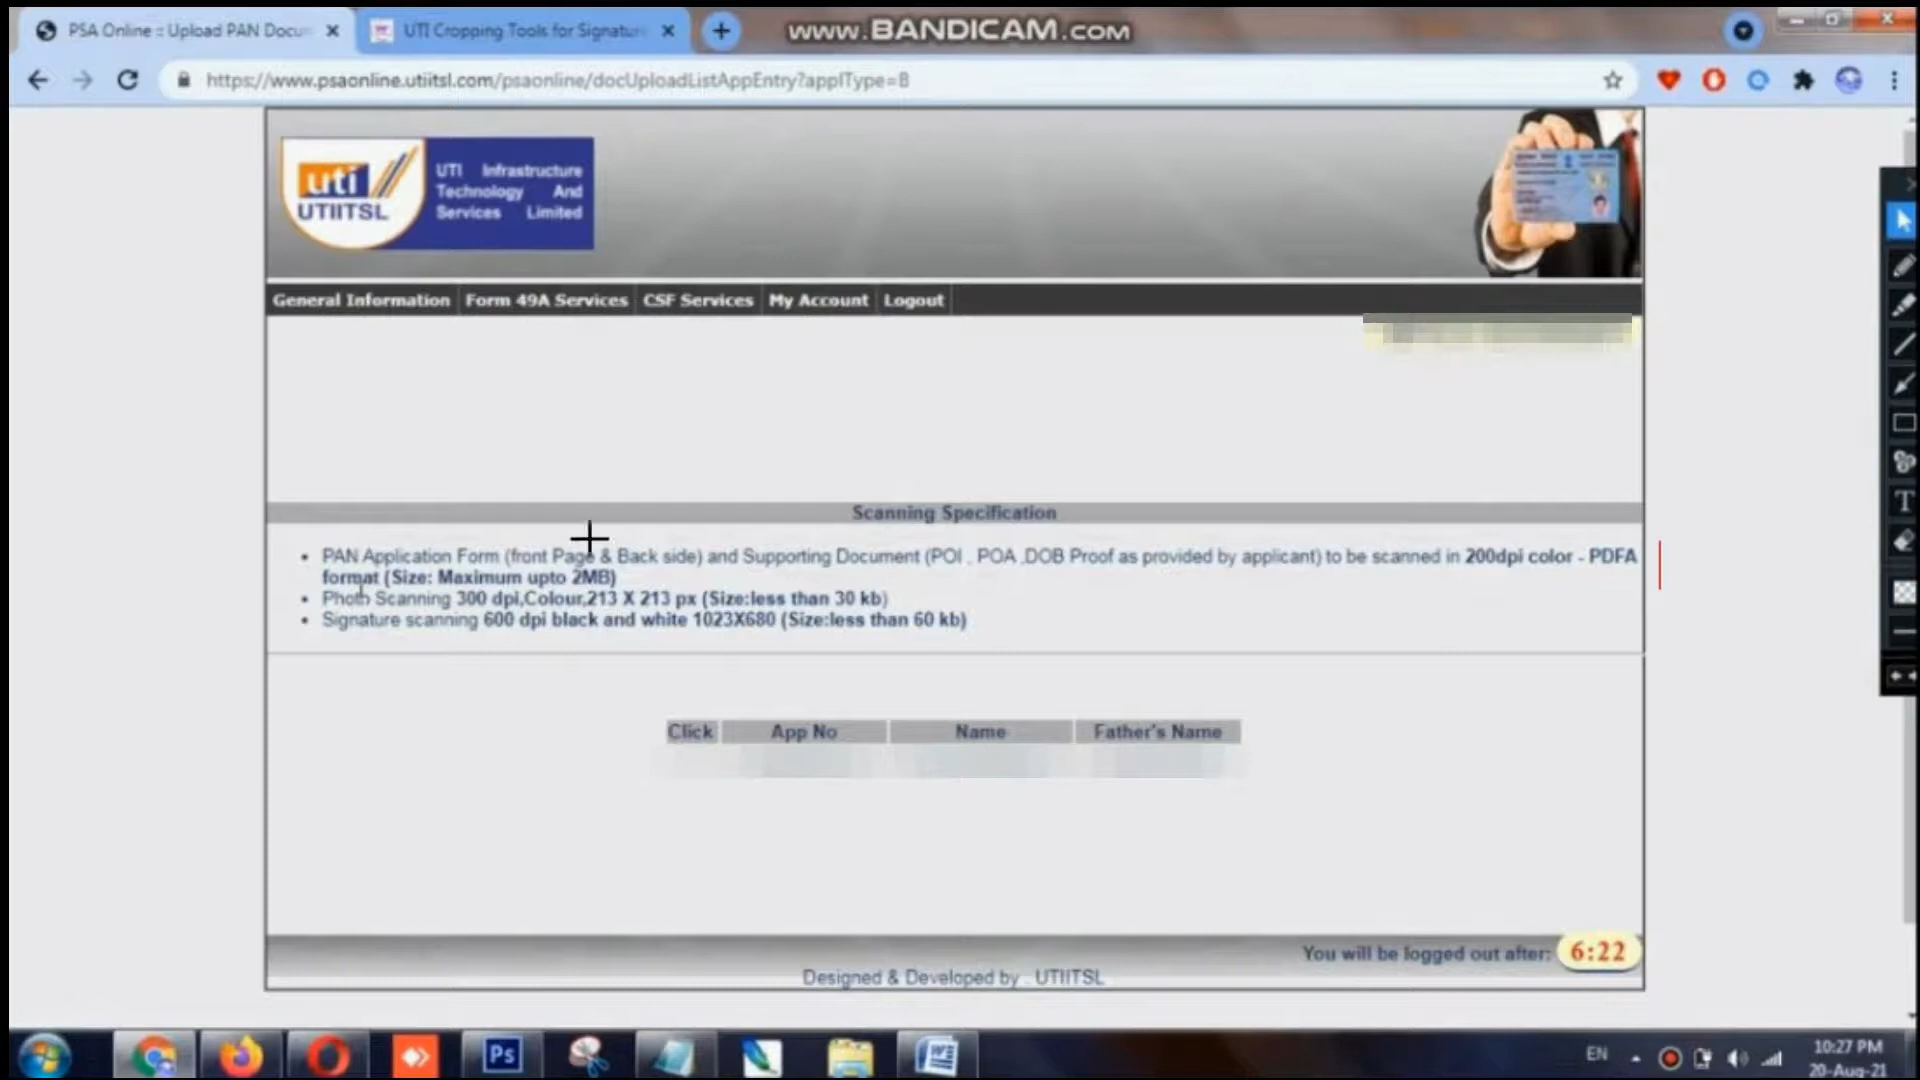 PSA Online :: Upload PAN Docu
UTI Cropping Tools for Signatur
www.BANDICAM.com
https://www.psaonline.utiitsl.com/psaonline/docUploadListAppEntry?applType=B
uti
UTIITSL
UTI Infrastructure
Technology And
Services Limited
General Information Form 49A Services CSF Services My Account Logout
Scanning Specification
• PAN Application Form (front Page & Back side) and Supporting Document (POI , POA ,DOB Proof as provided by applicant) to be scanned in 200dpi color - PDFA
format (Size: Maximum upto 2MB)
• Photo Scanning 300 dpi,Colour,213 X 213 px (Size:less than 30 kb)
• Signature scanning 600 dpi black and white 1023X680 (Size:less than 60 kb)
Click App No Name Father's Name
You will be logged out after: 6:22
Designed & Developed by . UTIITSL
T
Ps
EN
10:27 PM
20-Aug-21